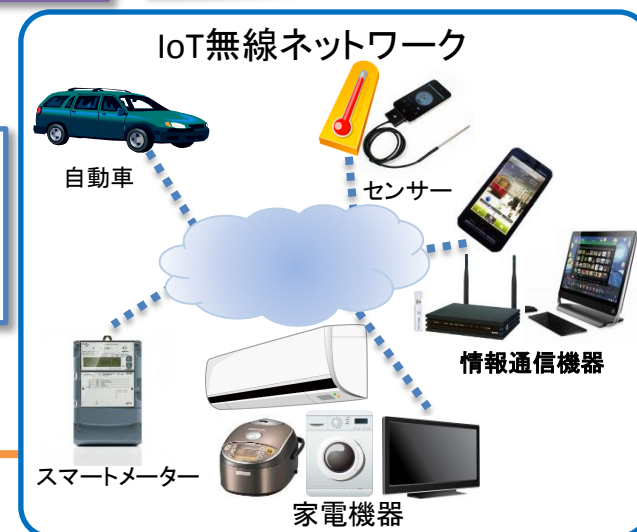 IoT無線ネットワーク
自動車
センサー
情報通信機器
スマートメーター
家電機器